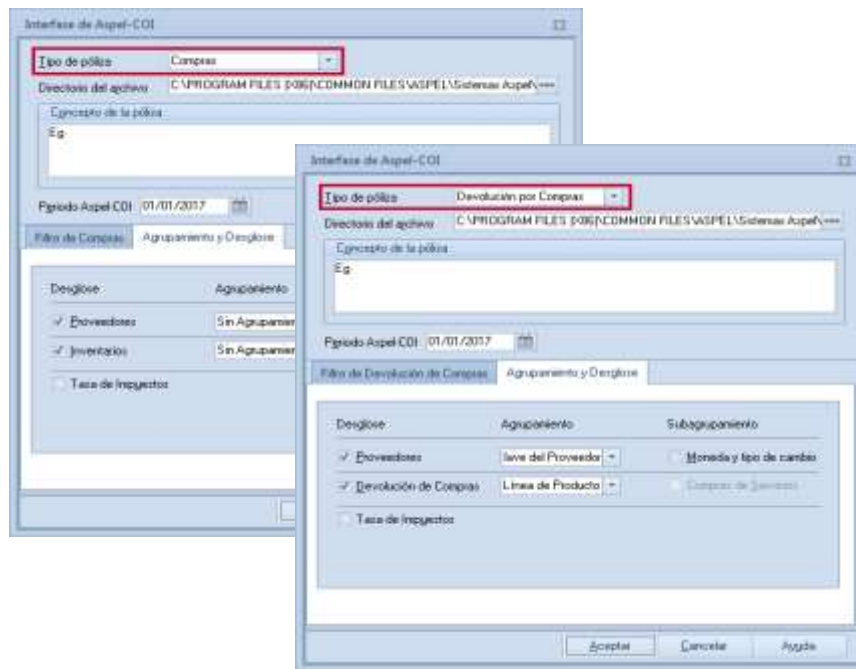 Interfase de Aspel-COI
Tipo de póliza Compras
Directorio del archivo C:\PROGRAM FILES (X86)\COMMON FILES\ASPEL\Sistemas Aspel\
Concepto de la póliza
Eg
Periodo Aspel-COI 01/01/2017
Filtro de Compras Agrupamiento y Desglose
Desglose Agrupamiento
Proveedores Sin Agrupamien
Inventarios Sin Agrupamien
Tasa de Impuestos
Interfase de Aspel-COI
Tipo de póliza Devolución por Compras
Directorio del archivo C:\PROGRAM FILES (X86)\COMMON FILES\ASPEL\Sistemas Aspel\
Concepto de la póliza
Eg
Periodo Aspel-COI 01/01/2017
Filtro de Devolución de Compras Agrupamiento y Desglose
Desglose Agrupamiento Subagrupamiento
Proveedores lave del Proveedor Moneda y tipo de cambio
Devolución de Compras Línea de Producto Compras de Servicios
Tasa de Impuestos
Aceptar Cancelar Ayuda